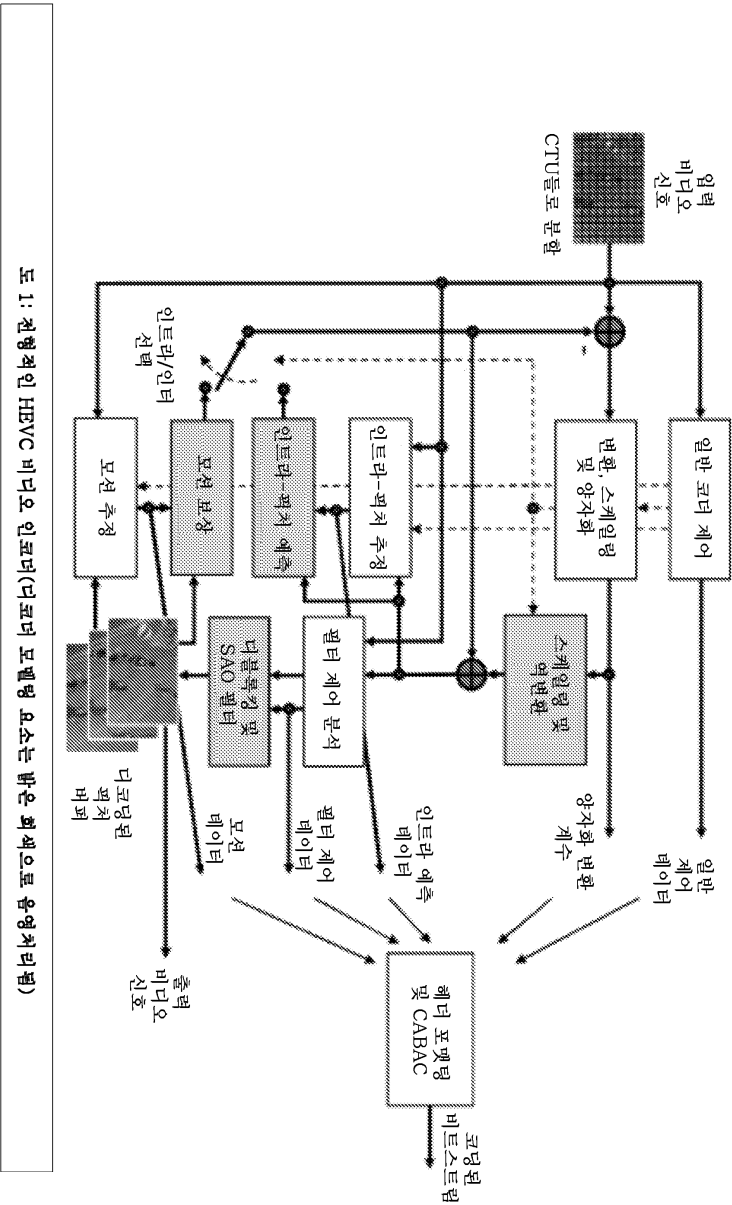 입력
비디오
신호
CTU들로 분할
일반 코더 제어
일반
제어
데이터
변환, 스케일링
및 양자화
양자화 변환
계수
스케일링 및
역변환
인트라-픽처 추정
인트라-픽처 예측
필터 제어 분석
인트라 예측
데이터
디블록킹 및
SAO 필터
필터 제어
데이터
인트라/인터
선택
모션 보상
모션 추정
모션
데이터
디코딩된
픽처
버퍼
출력
비디오
신호
헤더 포맷팅
및 CABAC
코딩된
비트스트림
도 1: 전형적인 HEVC 비디오 인코더(디코더 모델링 요소는 밝은 회색으로 음영처리됨)